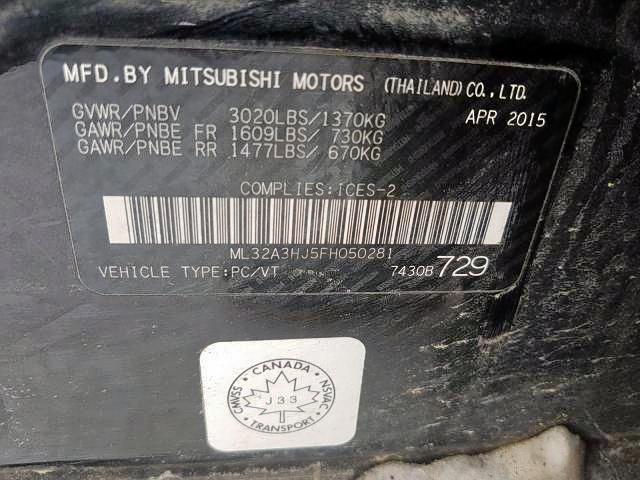 MFD.BY MITSUBISHI MOTORS (THAILAND)CO.,LTD.
GVWR/PNBV 3020LBS/1370KG APR 2015
GAWR/PNBE FR 1609LBS/ 730KG
GAWR/PNBE RR 1477LBS/ 670KG
COMPLIES:ICES-2
ML32A3HJ5FH050281
VEHICLE TYPE:PC/VT 7430B 729
CANADA
CMVSS J33 NSVAC
TRANSPORT